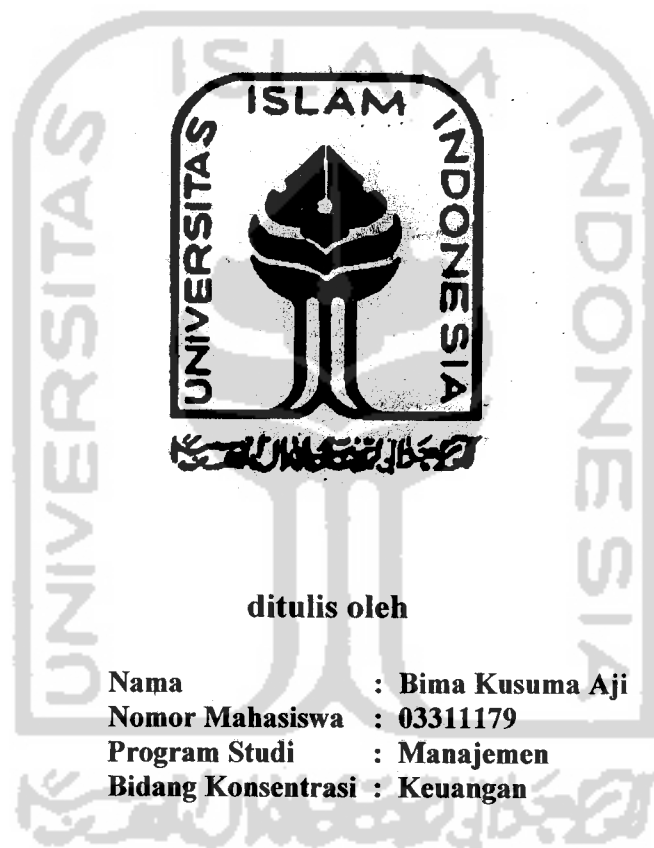 ISLAM
UNIVERSITAS
INDONESIA
ditulis oleh
Nama : Bima Kusuma Aji
Nomor Mahasiswa : 03311179
Program Studi : Manajemen
Bidang Konsentrasi : Keuangan